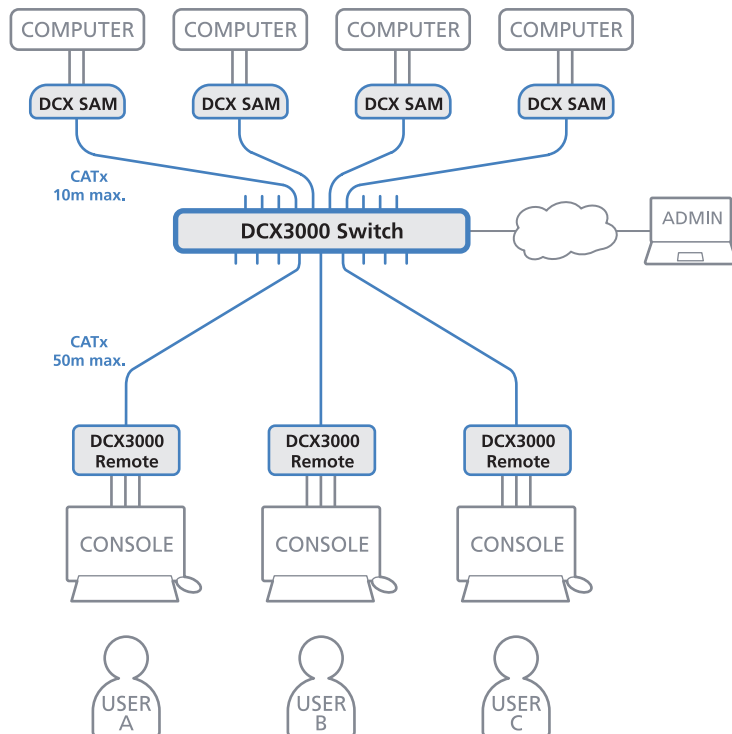 COMPUTER COMPUTER COMPUTER COMPUTER
DCX SAM DCX SAM DCX SAM DCX SAM
CATx
10m max.
DCX3000 Switch
ADMIN
CATx
50m max.
DCX3000 DCX3000 DCX3000
Remote Remote Remote
CONSOLE CONSOLE CONSOLE
USER USER USER
A B C